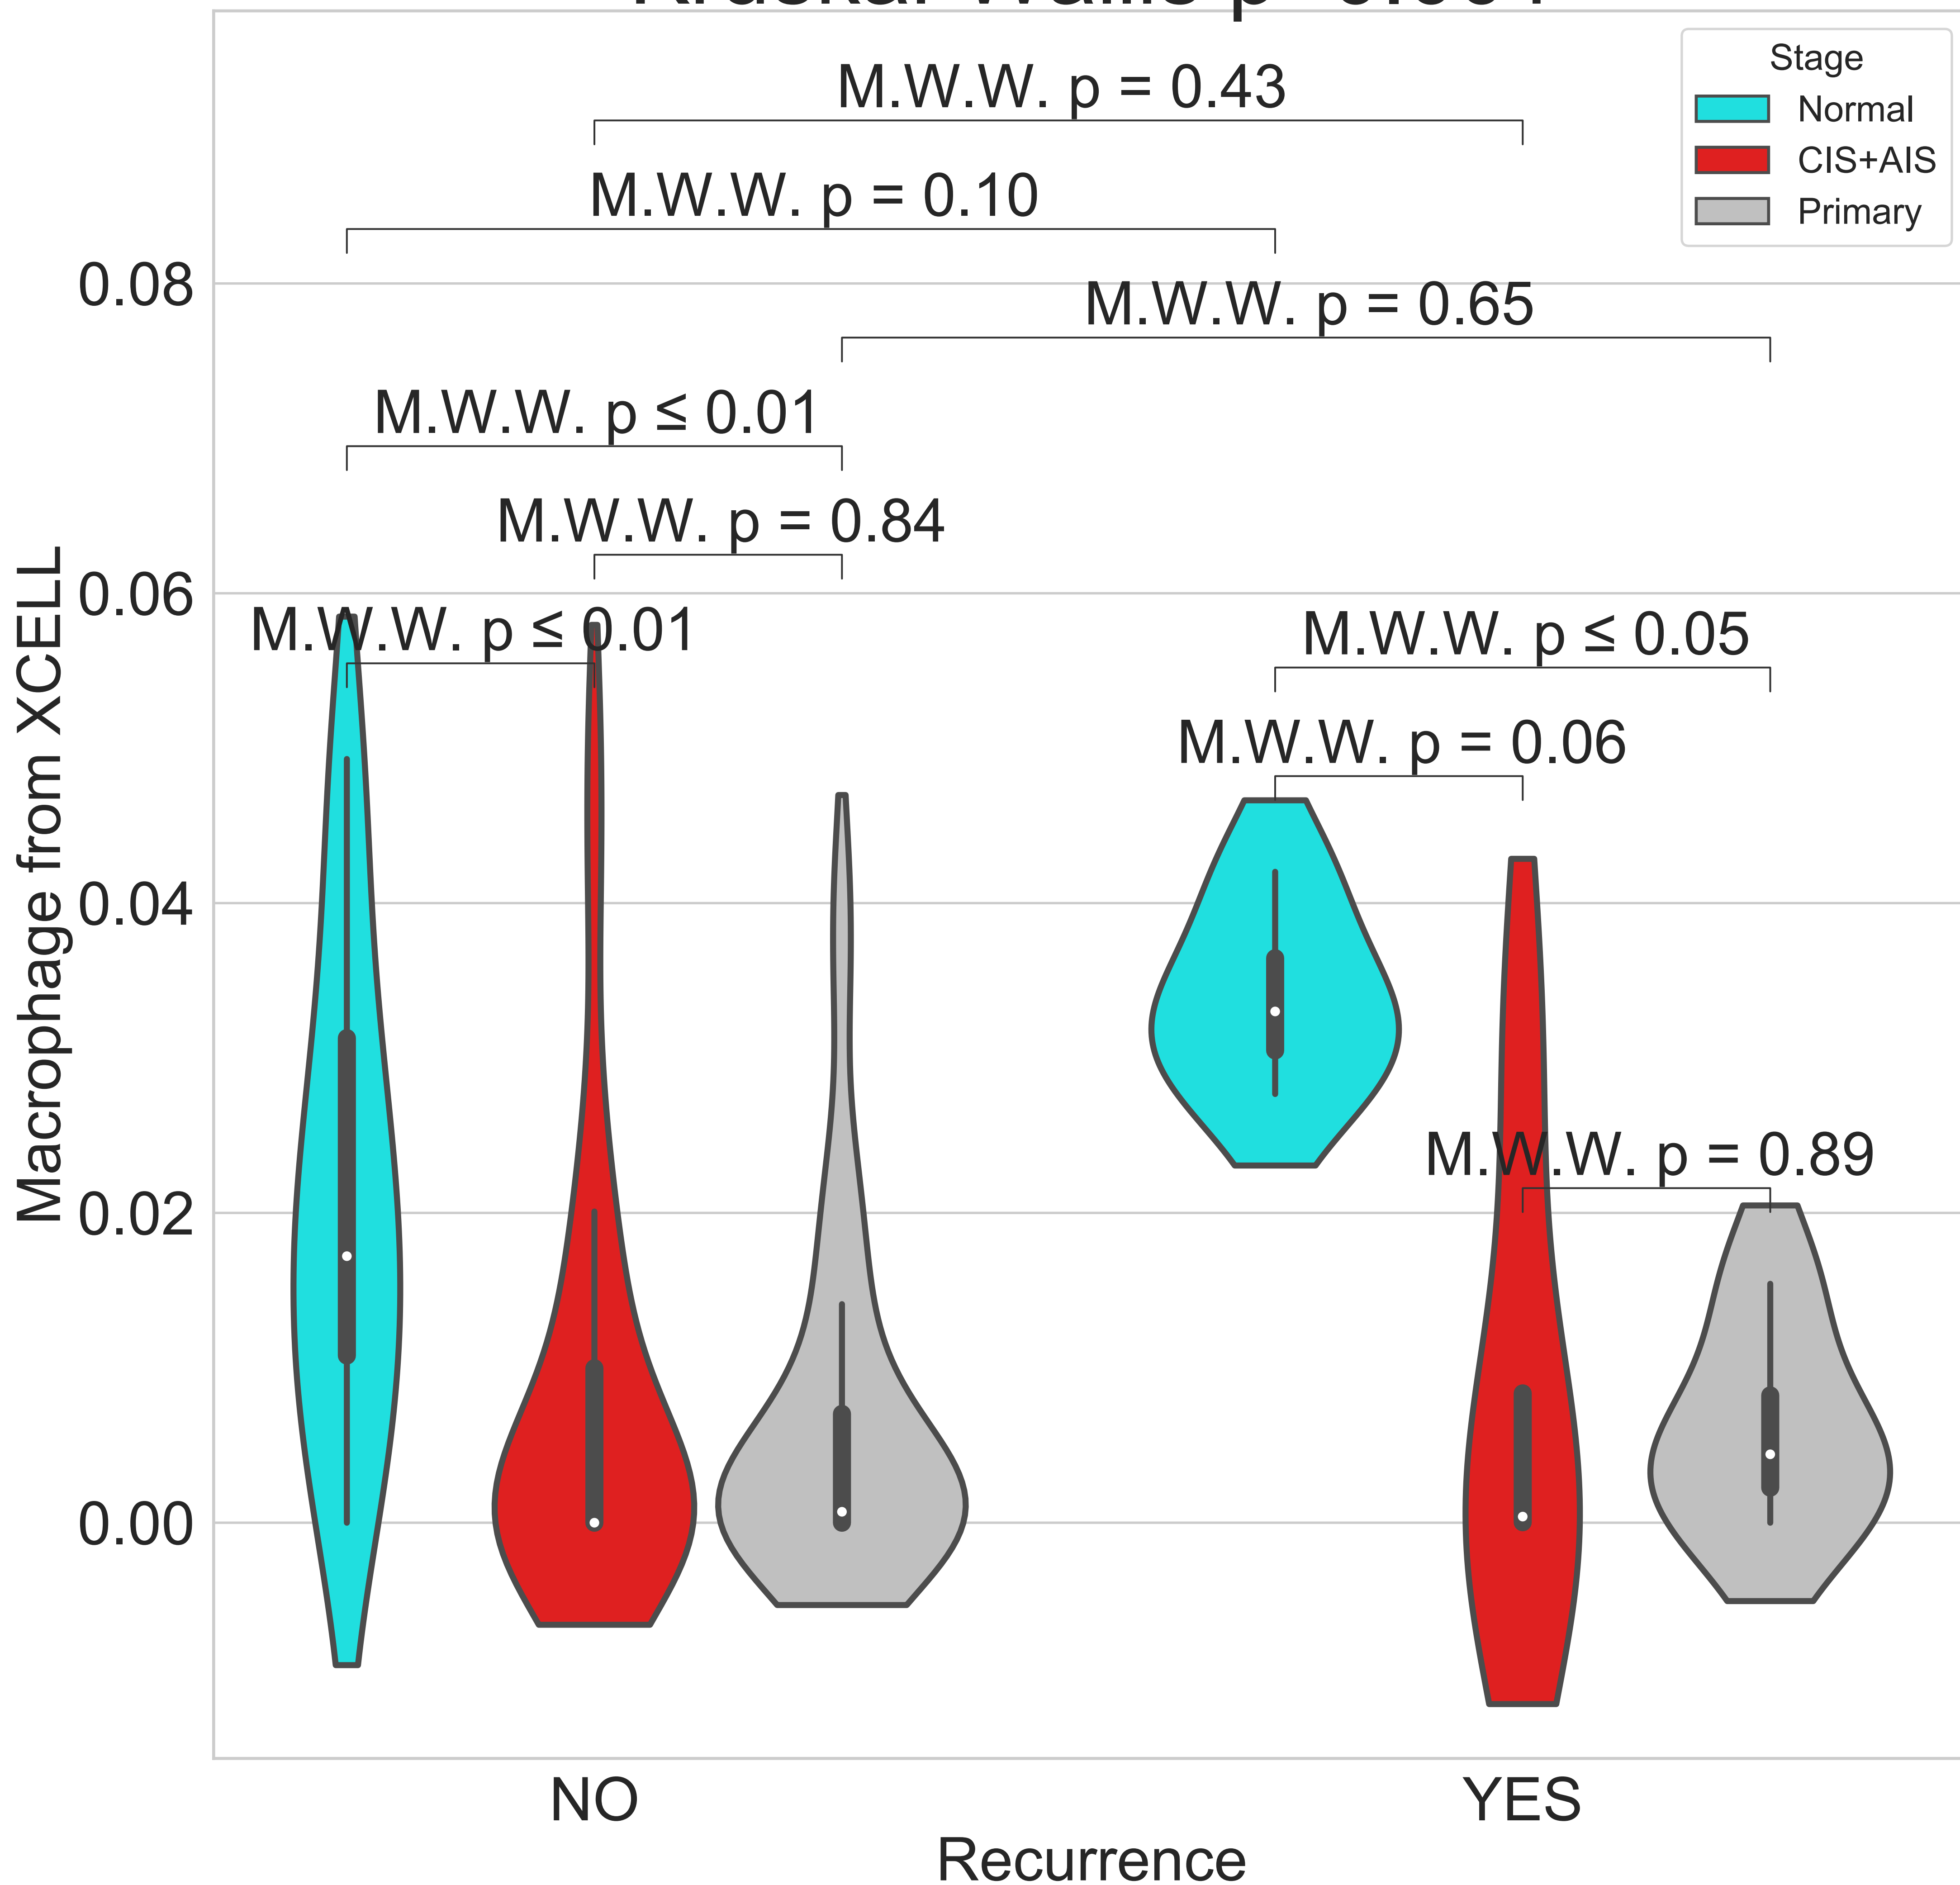 M.W.W. p = 0.43
M.W.W. p = 0.10
M.W.W. p = 0.65
M.W.W. p ≤ 0.01
M.W.W. p = 0.84
M.W.W. p ≤ 0.01
M.W.W. p ≤ 0.05
M.W.W. p = 0.06
M.W.W. p = 0.89
Stage
Normal
CIS+AIS
Primary
Macrophage from XCELL
0.08
0.06
0.04
0.02
0.00
NO
YES
Recurrence